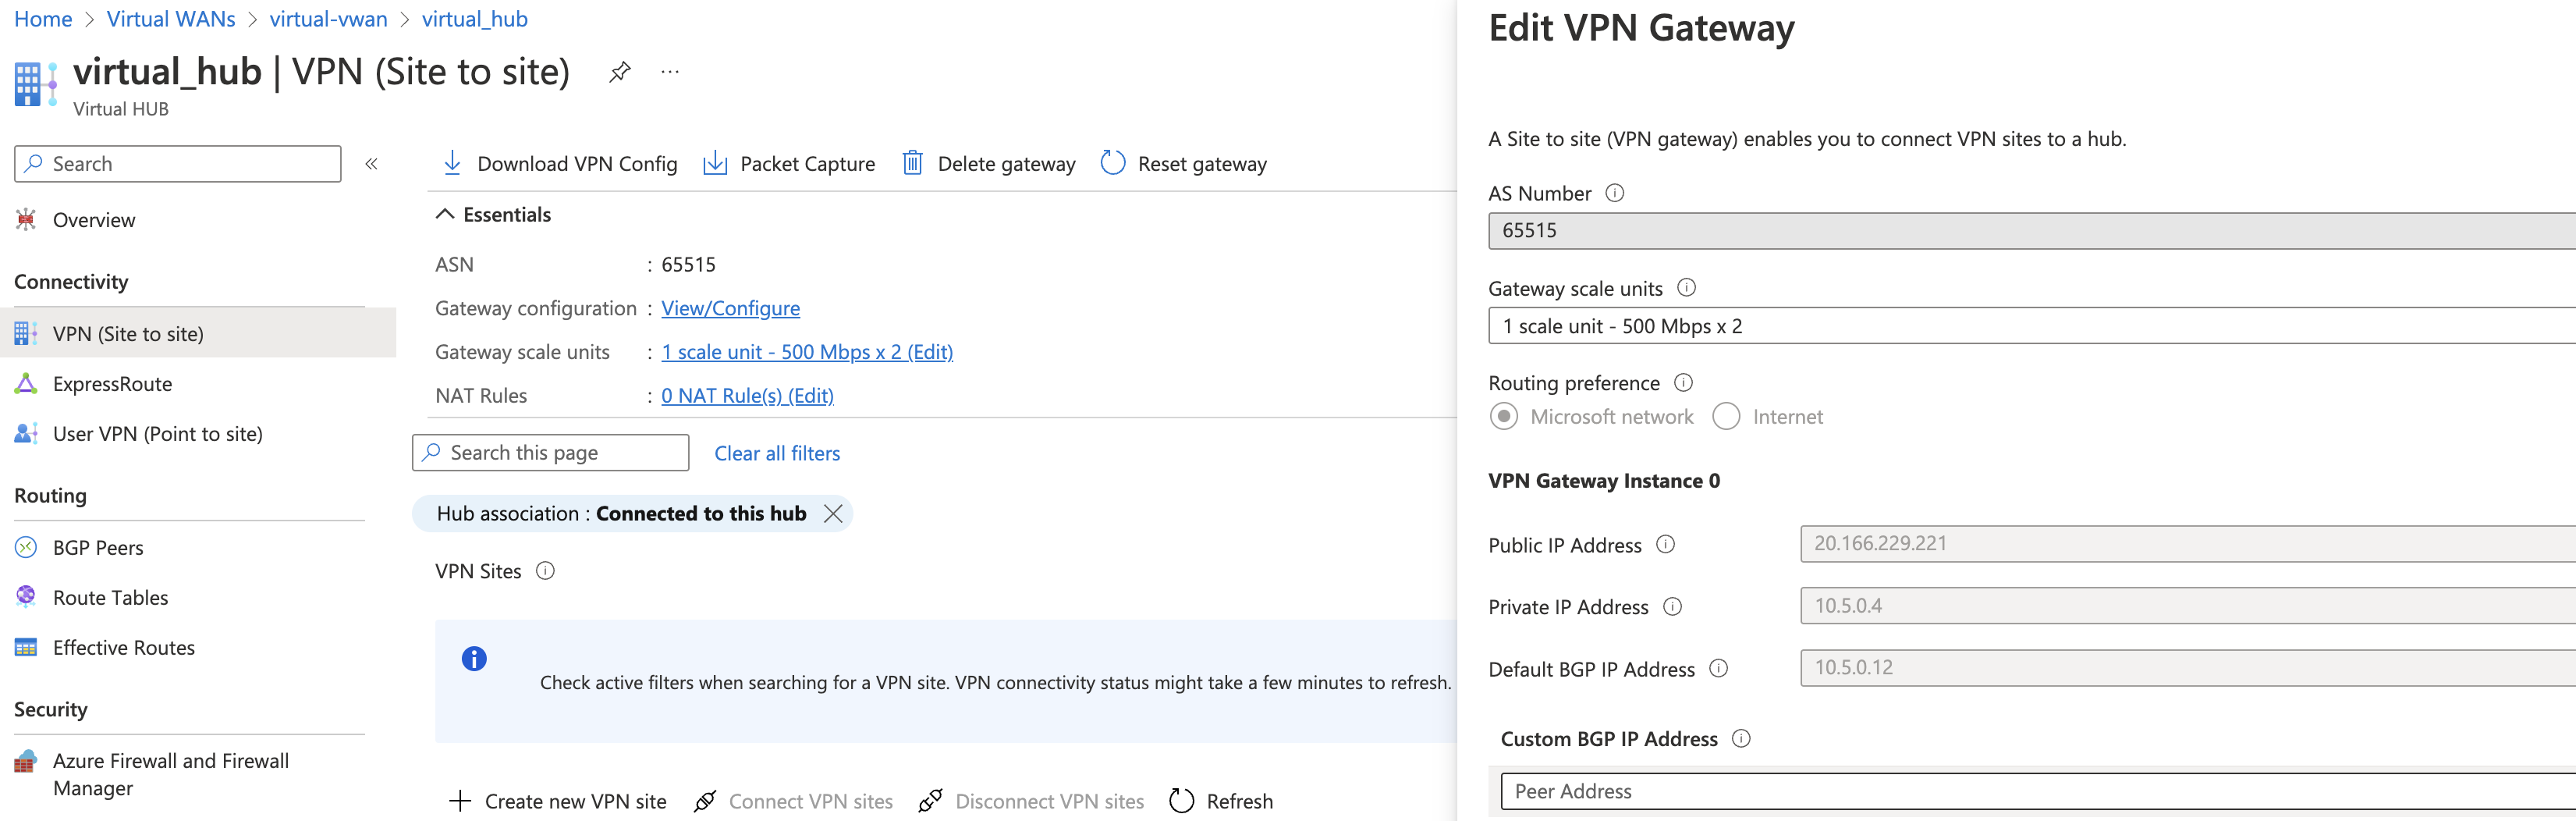 Home > Virtual WANs > virtual-vwan > virtual_hub
virtual_hub | VPN (Site to site)
...
Virtual HUB
Search
«
Overview
Connectivity
VPN (Site to site)
ExpressRoute
User VPN (Point to site)
Routing
BGP Peers
Route Tables
Effective Routes
Security
Azure Firewall and Firewall
Manager
Download VPN Config
Packet Capture
Delete gateway
Reset gateway
Essentials
ASN : 65515
Gateway configuration : View/Configure
Gateway scale units : 1 scale unit - 500 Mbps x 2 (Edit)
NAT Rules : 0 NAT Rule(s) (Edit)
Search this page
Clear all filters
Hub association : Connected to this hub
VPN Sites
Check active filters when searching for a VPN site. VPN connectivity status might take a few minutes to refresh.
Create new VPN site
Connect VPN sites
Disconnect VPN sites
Refresh
Edit VPN Gateway
A Site to site (VPN gateway) enables you to connect VPN sites to a hub.
AS Number
65515
Gateway scale units
1 scale unit - 500 Mbps x 2
Routing preference
Microsoft network
Internet
VPN Gateway Instance 0
Public IP Address
20.166.229.221
Private IP Address
10.5.0.4
Default BGP IP Address
10.5.0.12
Custom BGP IP Address
Peer Address